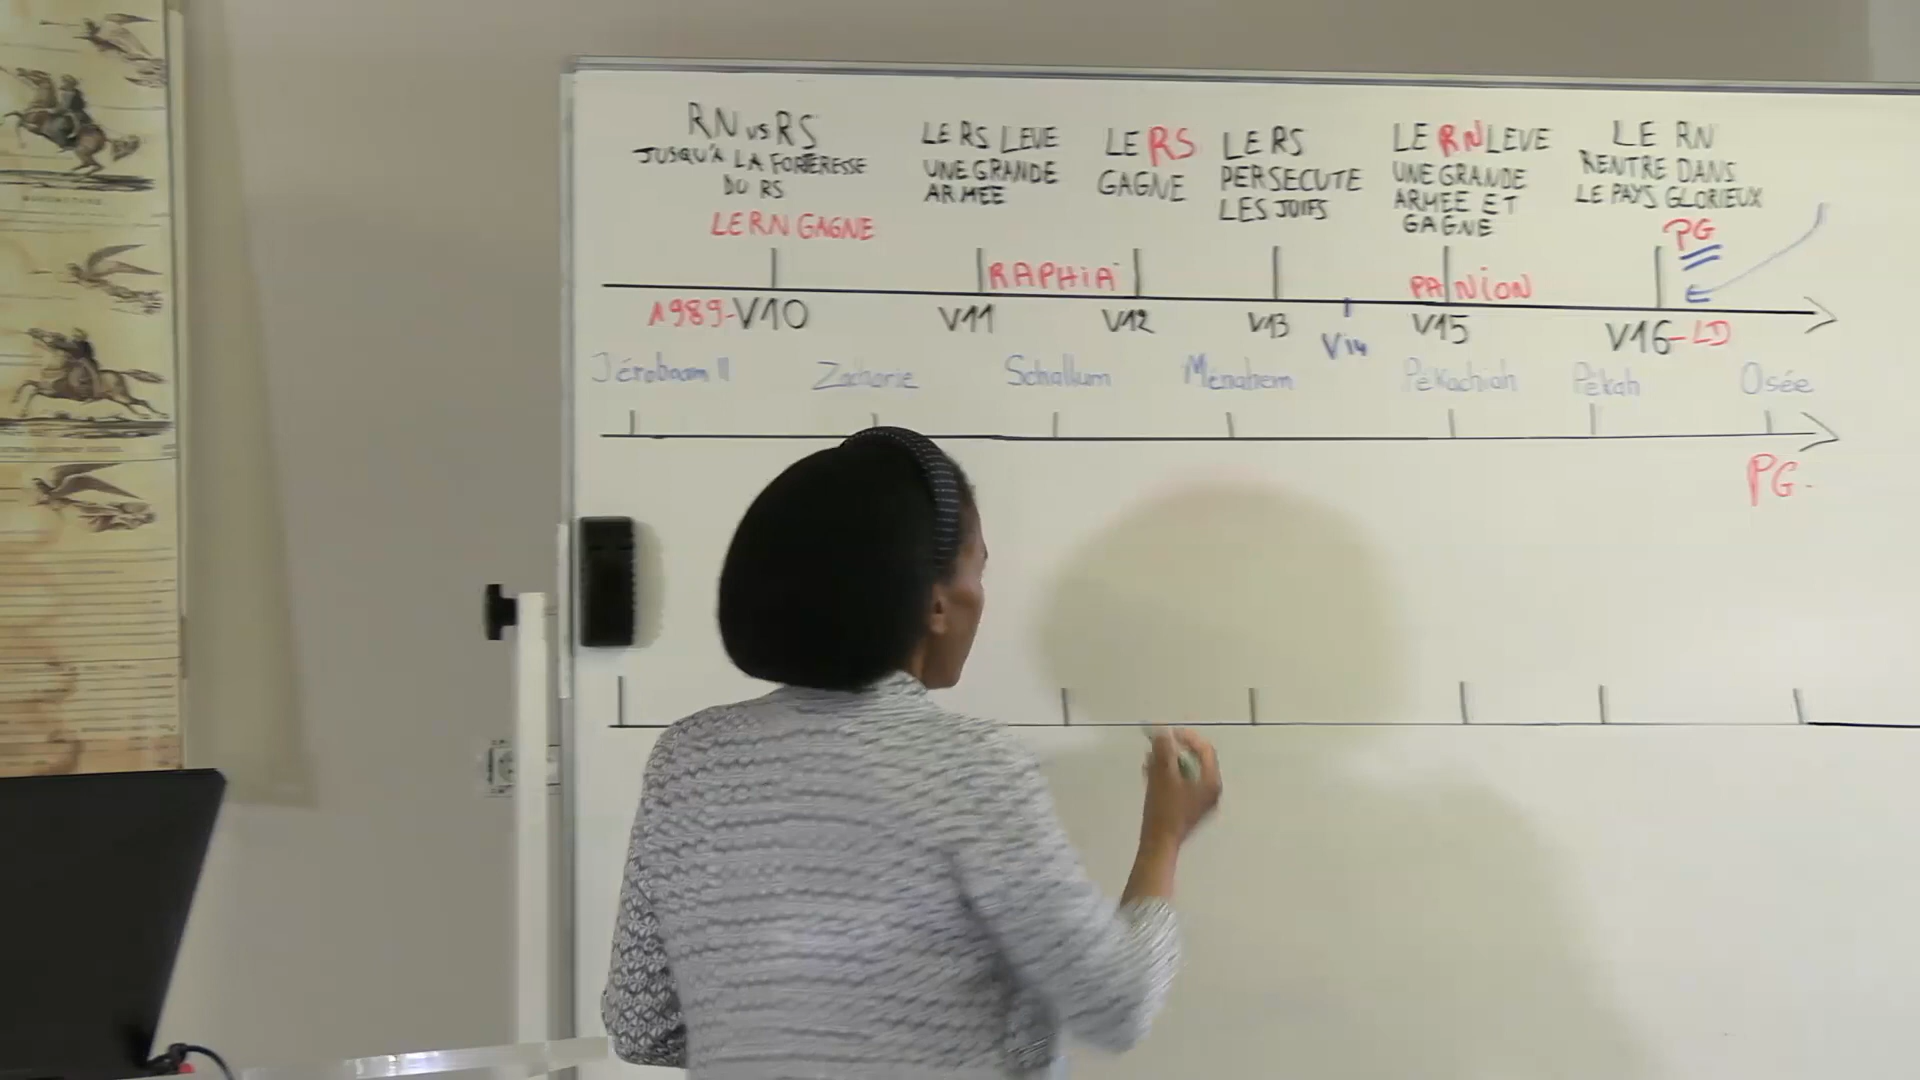 RN vs RS
JUSQU'À LA FORTERESSE
DU RS
LE RN GAGNE
LE RS LEVE
UNE GRANDE
ARMEE
LE RS
GAGNE
LE RS
PERSECUTE
LES JUIFS
LE RN LEVE
UNE GRANDE
ARMEE ET
GAGNE
LE RN
RENTRE DANS
LE PAYS GLORIEUX
PG
RAPHIA
PANiON
1989-V10
V11
V12
V13
V14
V15
V16-LD
Jéroboam II
Zacharie
Schallum
Ménahem
Pékachiah
Pékah
Osée
PG.